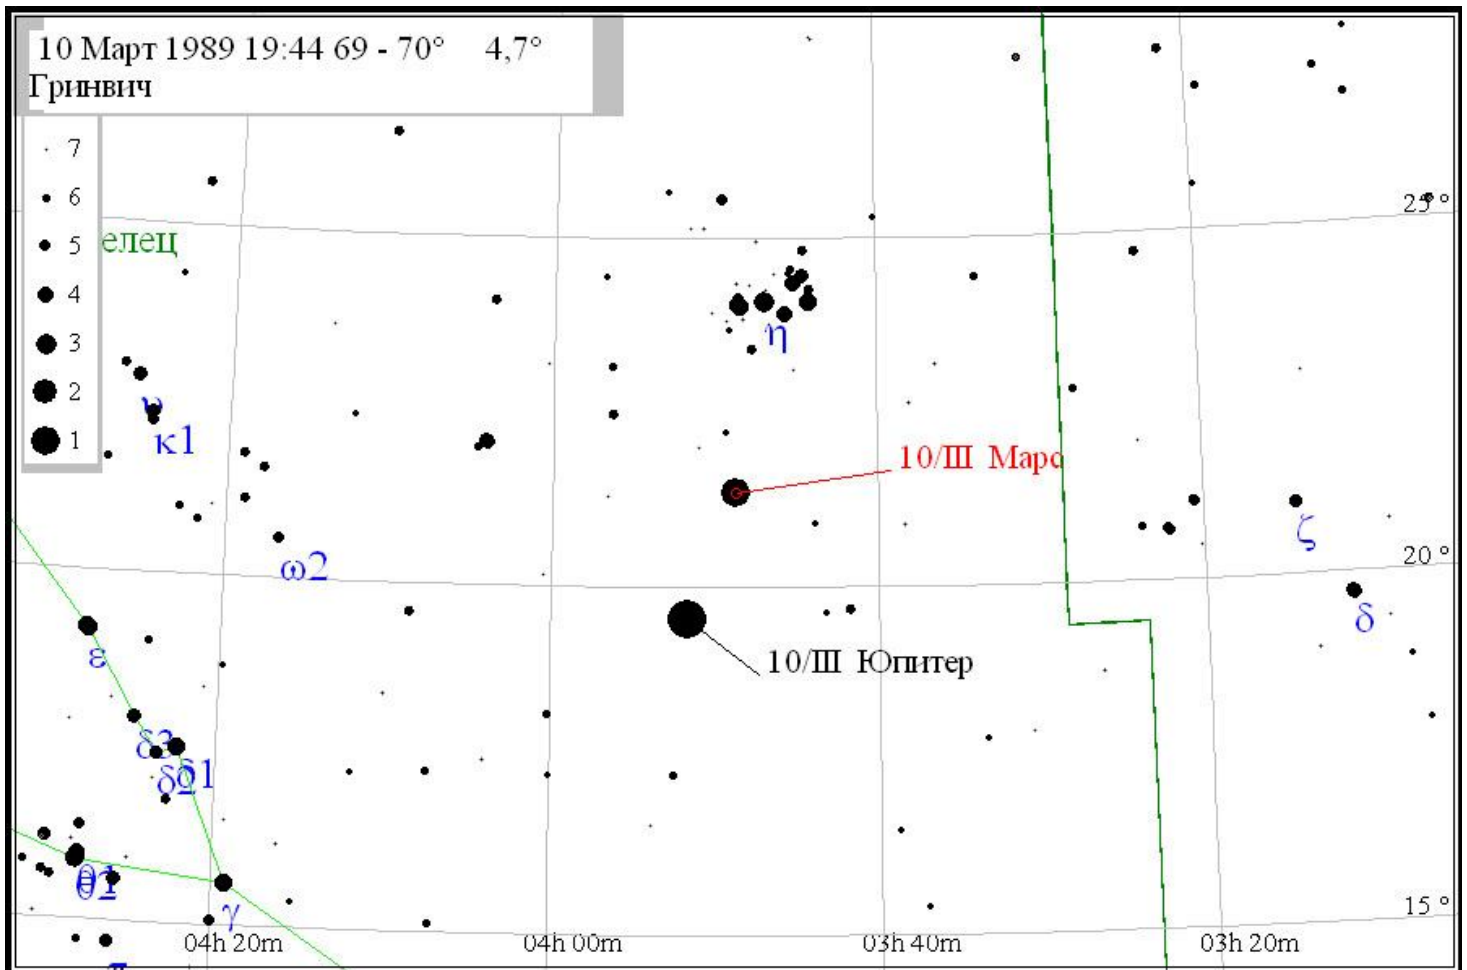 10 Март 1989 19:44 69 - 70° 4,7°
Гринвич
7
6
5
4
3
2
1
елец
25 °
η
υ
κ1
10/III Марс
ω2
20 °
ζ
δ
ε
10/III Юпитер
δ3
δ2
δ1
θ1
θ2
γ
15 °
04h 20m
04h 00m
03h 40m
03h 20m